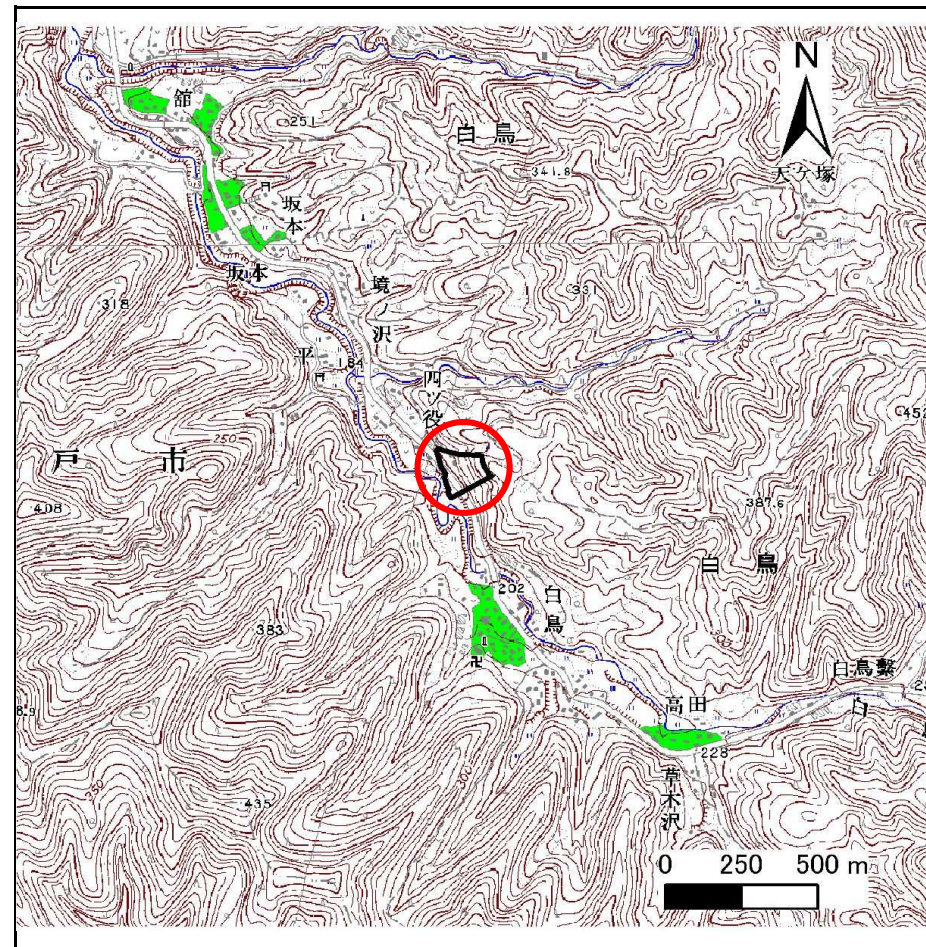 N
舘
251
白鳥
341.8
天ケ塚
坂本
坂本
境ノ沢
318
331
平
184
四ツ役
452
250
戸市
408
387.6
白鳥
202
白鳥
383
高田
白鳥繋
228
草木沢
435
0 250 500 m